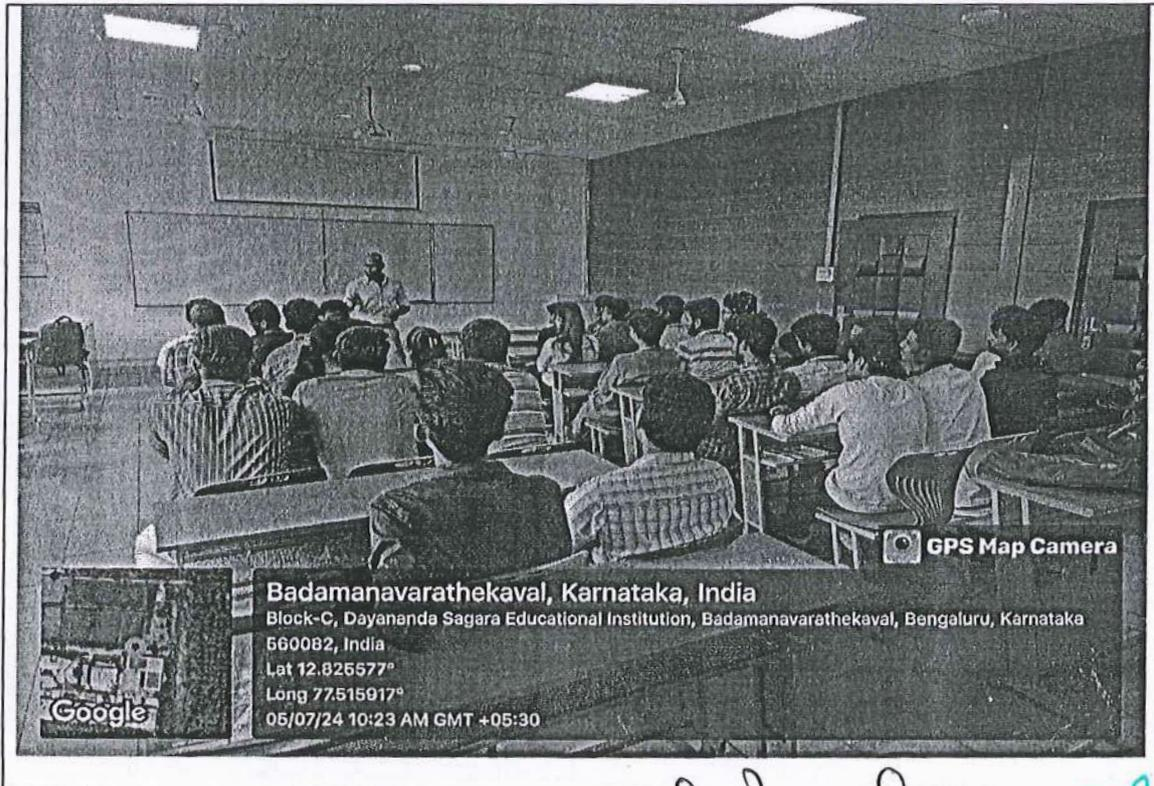 GPS Map Camera
Badamanavarathekaval, Karnataka, India
Block-C, Dayananda Sagara Educational Institution, Badamanavarathekaval, Bengaluru, Karnataka
560082, India
Lat 12.825577°
Long 77.515917°
05/07/24 10:23 AM GMT +05:30
Google